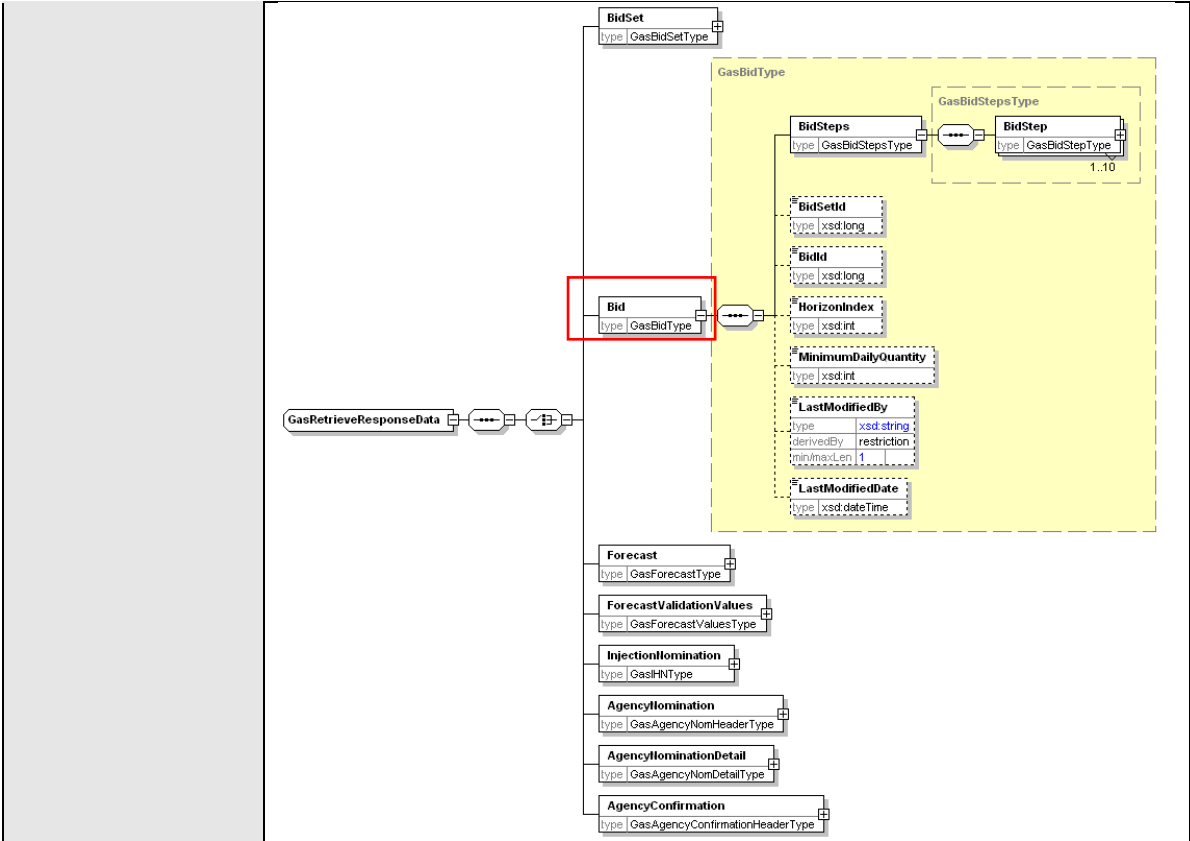 BidSet
type GasBidSetType
GasBidType
GasBidStepsType
BidSteps
type GasBidStepsType
BidStep
type GasBidStepType
1..10
BidSetId
type xsd:long
BidId
type xsd:long
Bid
type GasBidType
HorizonIndex
type xsd:int
MinimumDailyQuantity
type xsd:int
LastModifiedBy
type xsd:string
derivedBy restriction
min/maxLen 1
LastModifiedDate
type xsd:dateTime
GasRetrieveResponseData
Forecast
type GasForecastType
ForecastValidationValues
type GasForecastValuesType
InjectionNomination
type GasIHNType
AgencyNomination
type GasAgencyNomHeaderType
AgencyNominationDetail
type GasAgencyNomDetailType
AgencyConfirmation
type GasAgencyConfirmationHeaderType